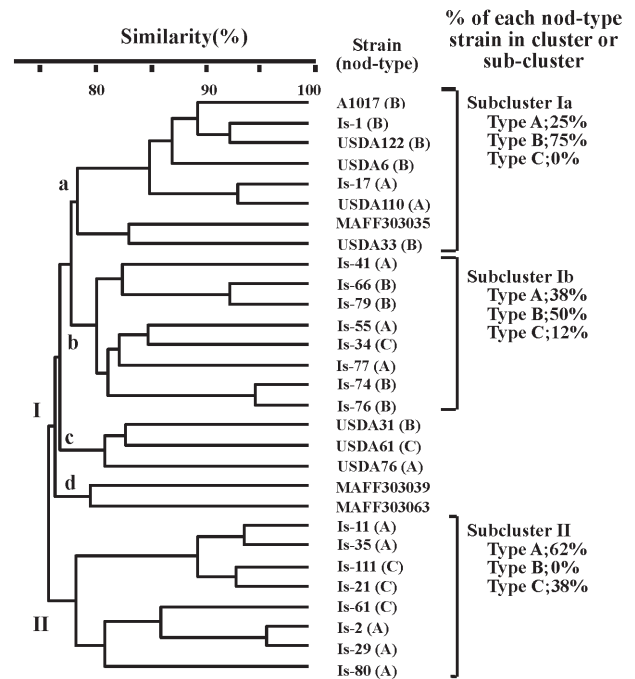 Similarity(%)
Strain
(nod-type)
% of each nod-type
strain in cluster or
sub-cluster
80 90 100
A1017 (B)
Is-1 (B)
USDA122 (B)
USDA6 (B)
Is-17 (A)
USDA110 (A)
MAFF303035
USDA33 (B)
Is-41 (A)
Is-66 (B)
Is-79 (B)
Is-55 (A)
Is-34 (C)
Is-77 (A)
Is-74 (B)
Is-76 (B)
USDA31 (B)
USDA61 (C)
USDA76 (A)
MAFF303039
MAFF303063
Is-11 (A)
Is-35 (A)
Is-111 (C)
Is-21 (C)
Is-61 (C)
Is-2 (A)
Is-29 (A)
Is-80 (A)
a
b
I
c
d
II
Subcluster Ia
Type A;25%
Type B;75%
Type C;0%
Subcluster Ib
Type A;38%
Type B;50%
Type C;12%
Subcluster II
Type A;62%
Type B;0%
Type C;38%